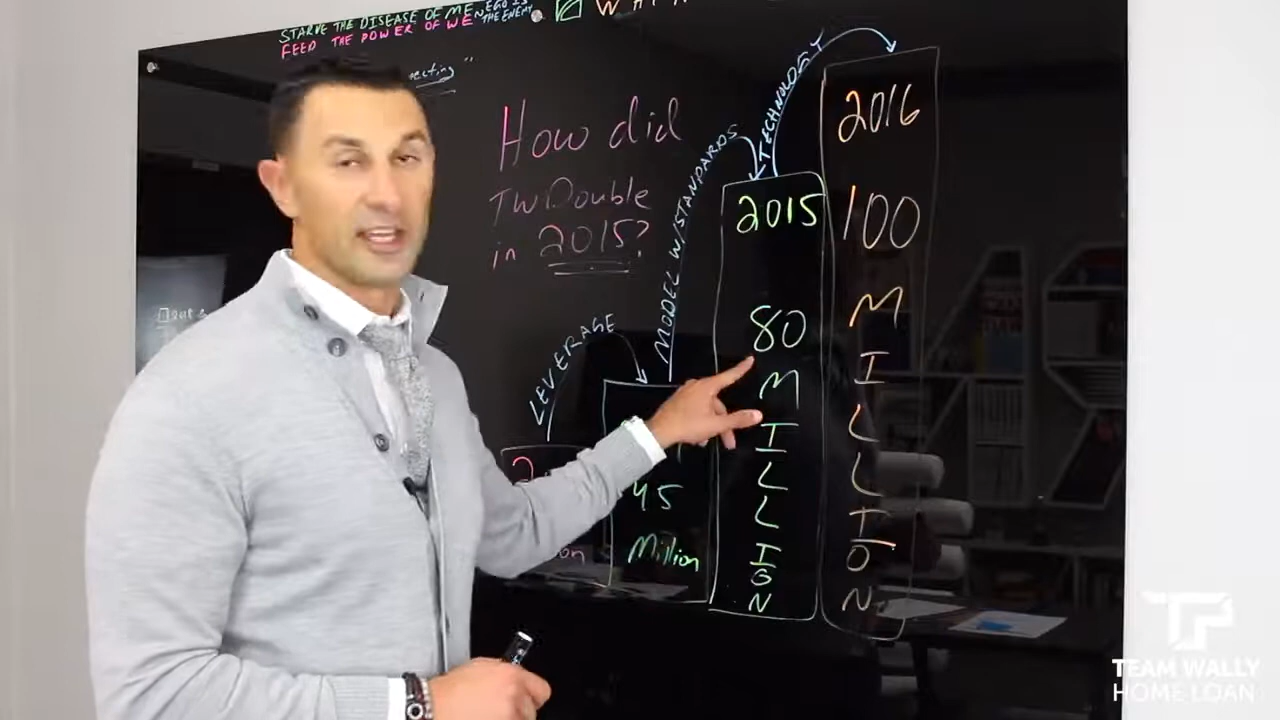 STARVE THE DISEASE OF ME ~ EGO IS
THE ENEMY
FEED THE POWER OF WE
How did
TW Double
in 2015?
LEVERAGE
MODEL W/STANDARDS
TECHNOLOGY
45
Million
2015
80
MILLION
2016
100
MILLION
TP
TEAM WALLY
HOME LOAN